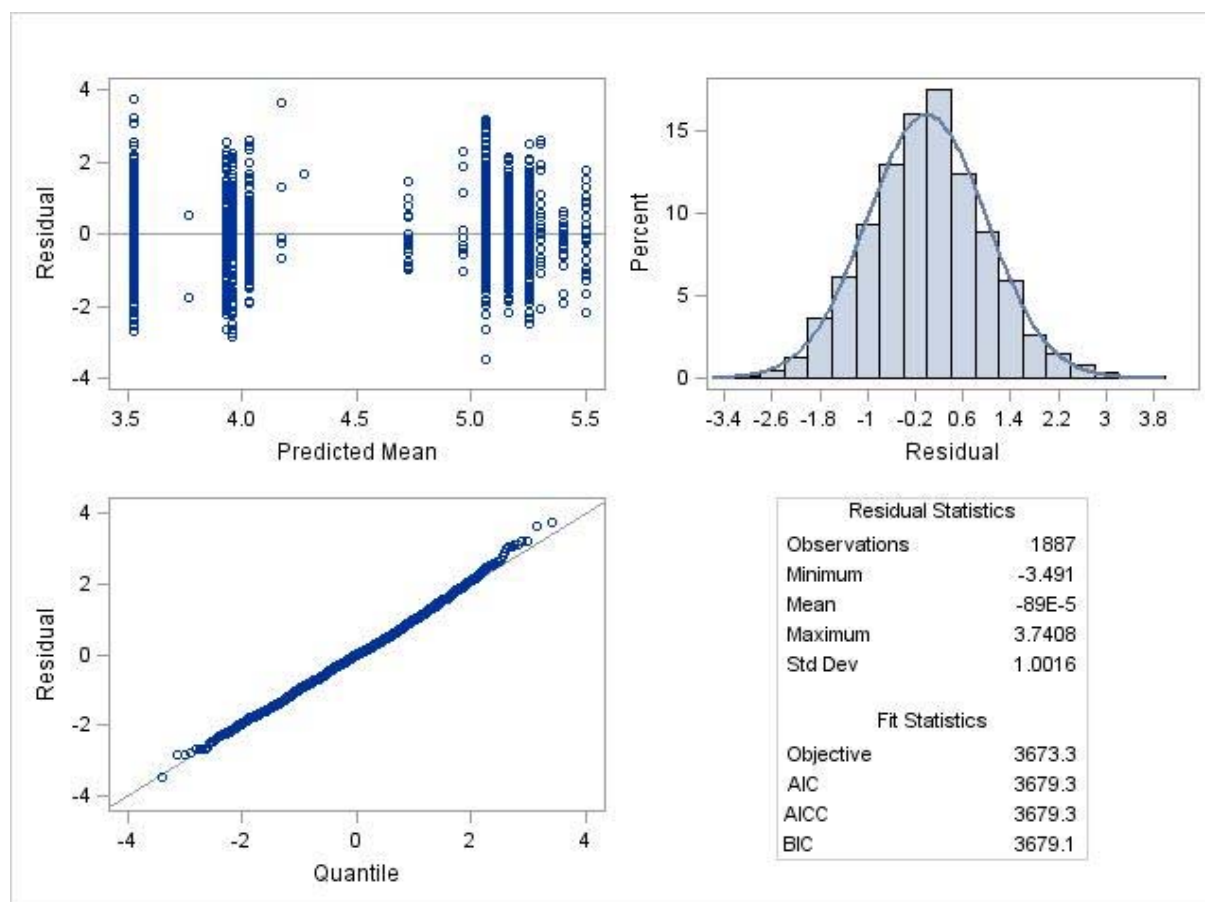 4
2
0
-2
-4
Residual
3.5 4.0 4.5 5.0 5.5
Predicted Mean
15
10
5
0
Percent
-3.4 -2.6 -1.8 -1 -0.2 0.6 1.4 2.2 3 3.8
Residual
4
2
0
-2
-4
Residual
-4 -2 0 2 4
Quantile
Residual Statistics
Observations 1887
Minimum -3.491
Mean -89E-5
Maximum 3.7408
Std Dev 1.0016
Fit Statistics
Objective 3673.3
AIC 3679.3
AICC 3679.3
BIC 3679.1